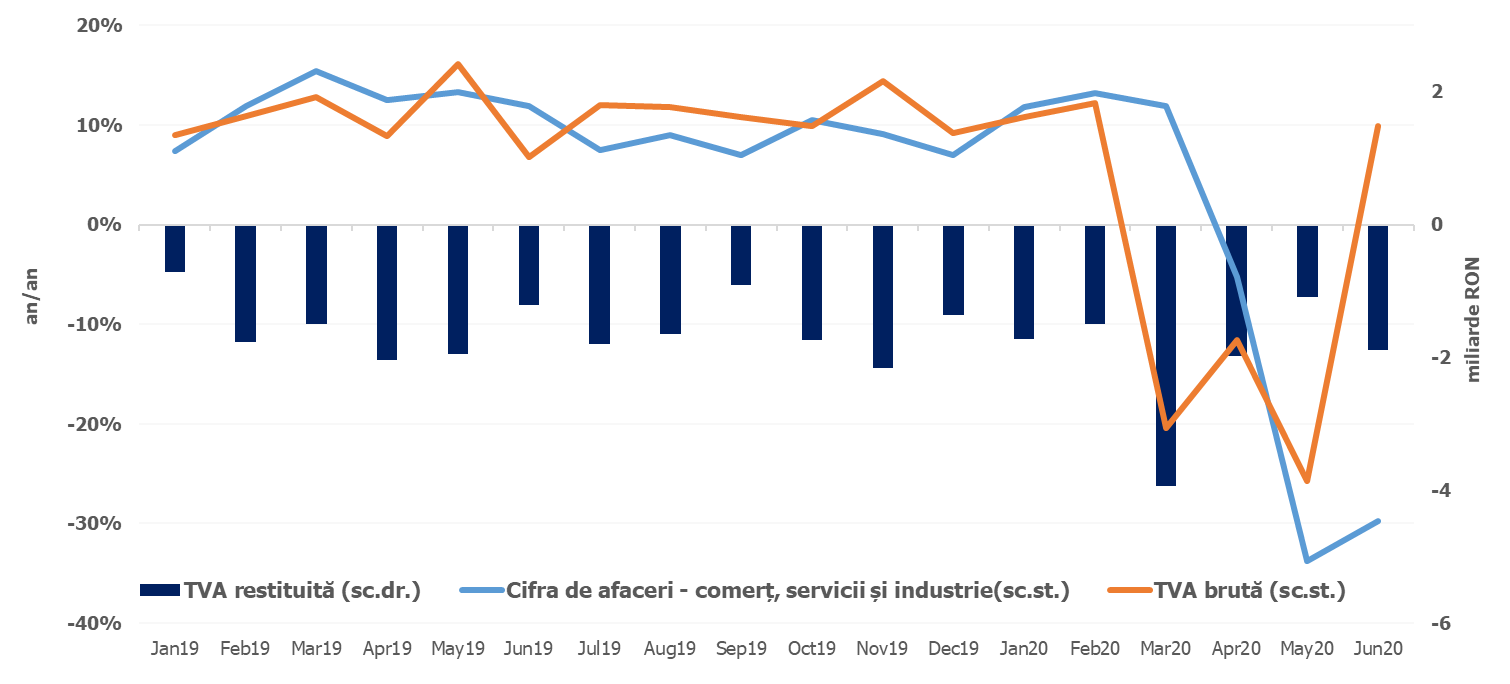 20%
10%
0%
-10%
-20%
-30%
-40%
an/an
2
0
-2
-4
-6
miliarde RON
TVA restituită (sc.dr.)
Cifra de afaceri - comerț, servicii și industrie(sc.st.)
TVA brută (sc.st.)
Jan19 Feb19 Mar19 Apr19 May19 Jun19 Jul19 Aug19 Sep19 Oct19 Nov19 Dec19 Jan20 Feb20 Mar20 Apr20 May20 Jun20